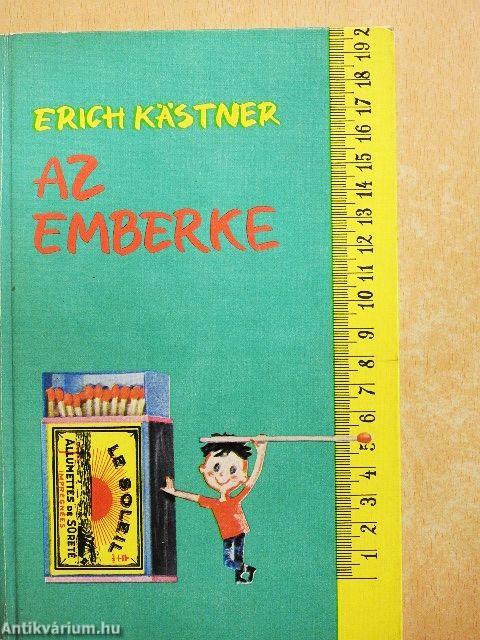 ERICH KÄSTNER
AZ
EMBERKE
LE SOLEIL
IMPREGNÉES
ALLUMETTES DE SÛRETÉ
1 2 3 4 5 6 7 8 9 10 11 12 13 14 15 16 17 18 19 2
Antikvárium.hu